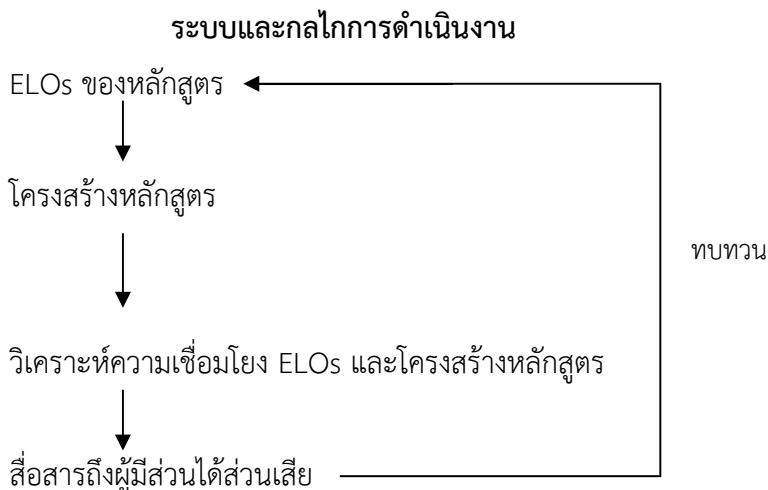 ระบบและกลไกการดำเนินงาน
ELOs ของหลักสูตร
โครงสร้างหลักสูตร
ทบทวน
วิเคราะห์ความเชื่อมโยง ELOs และโครงสร้างหลักสูตร
สื่อสารถึงผู้มีส่วนได้ส่วนเสีย